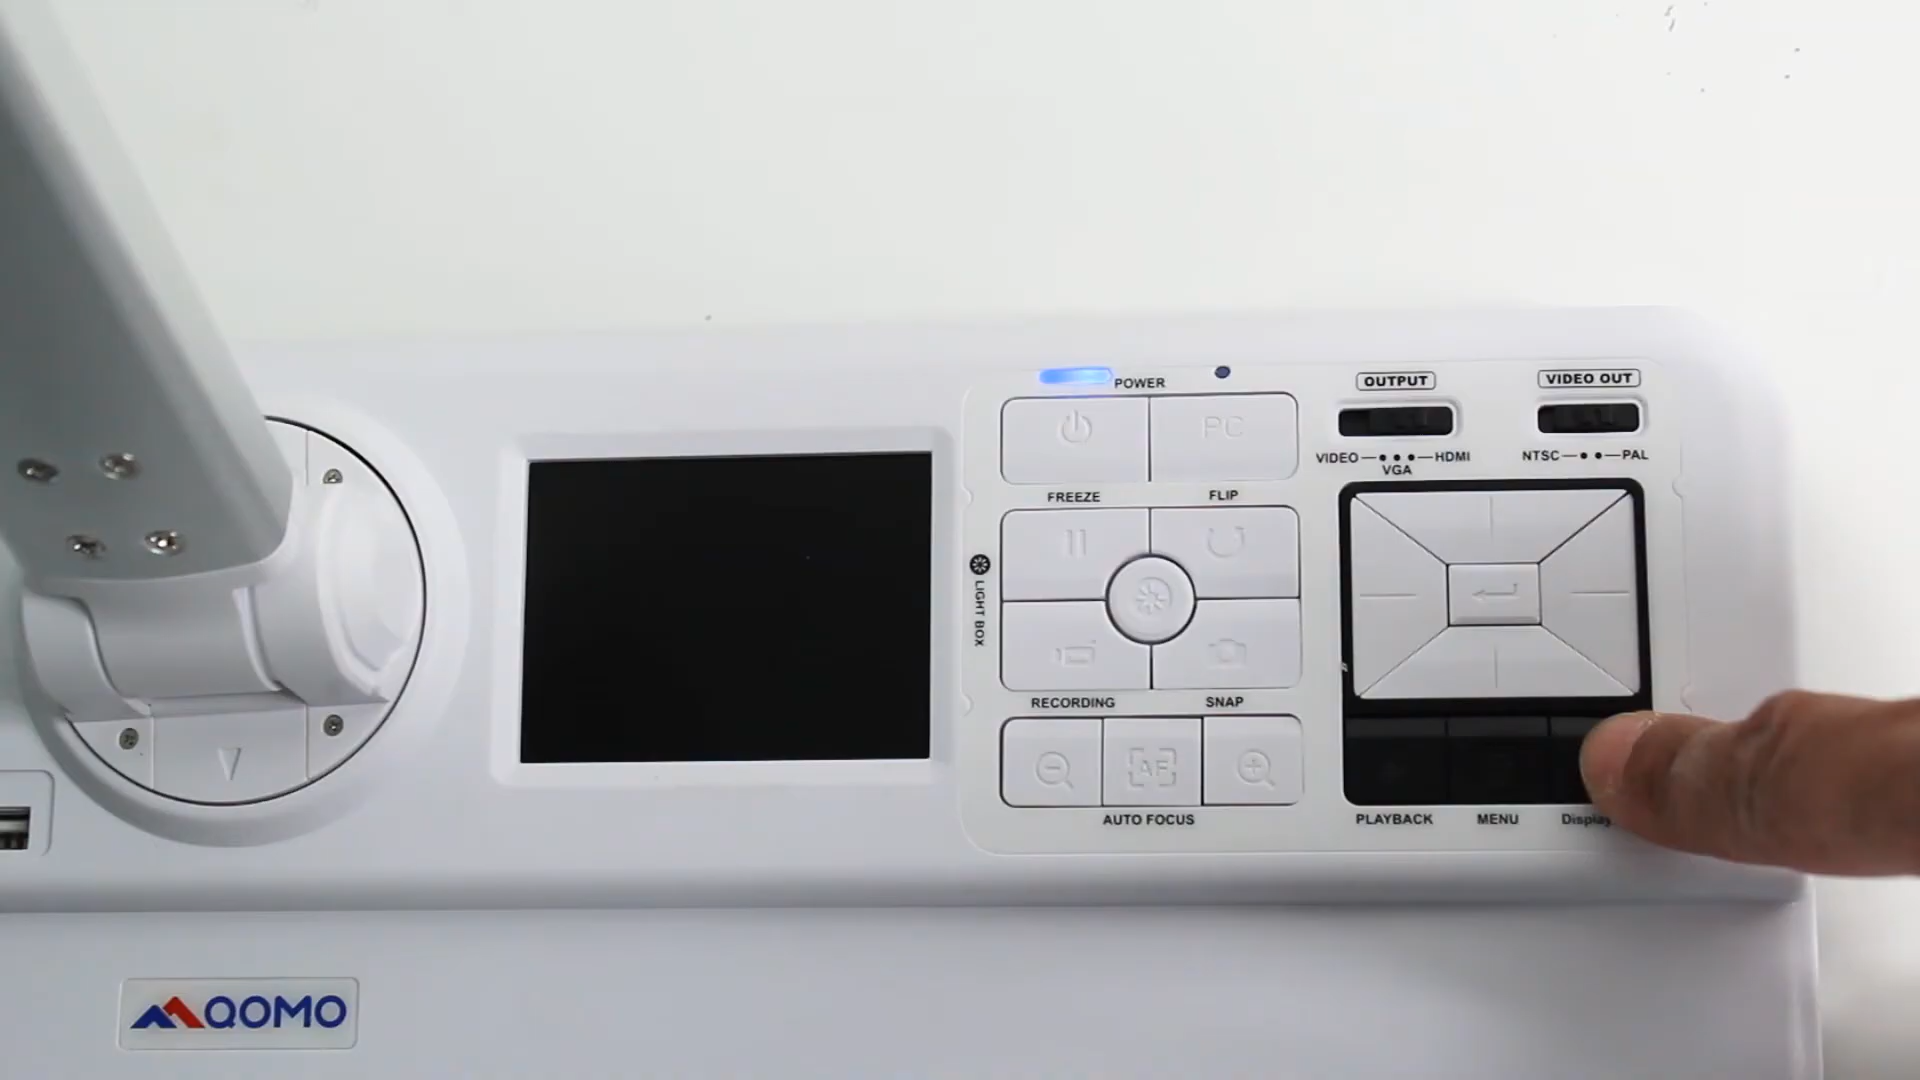 POWER
PC
OUTPUT
VIDEO HDMI
VGA
VIDEO OUT
NTSC PAL
FREEZE FLIP
LIGHT BOX
RECORDING SNAP
AF
AUTO FOCUS
PLAYBACK MENU Display
QOMO